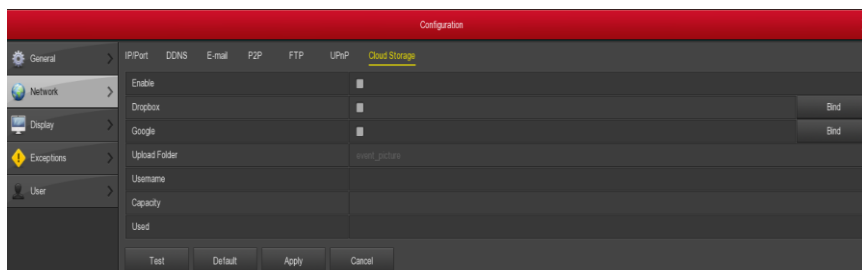 Configuration
General
Network
Display
Exceptions
User
IP/Port DDNS E-mail P2P FTP UPnP Cloud Storage
Enable
Dropbox Bind
Google Bind
Upload Folder event_picture
Username
Capacity
Used
Test Default Apply Cancel